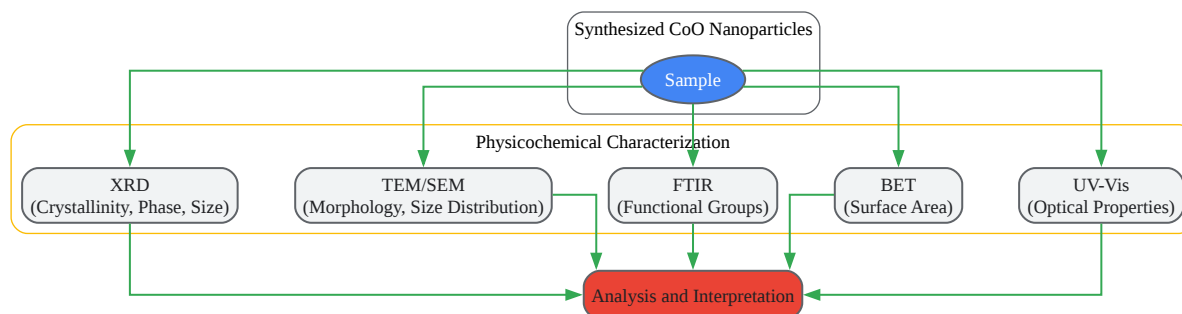 Synthesized CoO Nanoparticles
Sample
Physicochemical Characterization
XRD
(Crystallinity, Phase, Size)
TEM/SEM
(Morphology, Size Distribution)
FTIR
(Functional Groups)
BET
(Surface Area)
UV-Vis
(Optical Properties)
Analysis and Interpretation